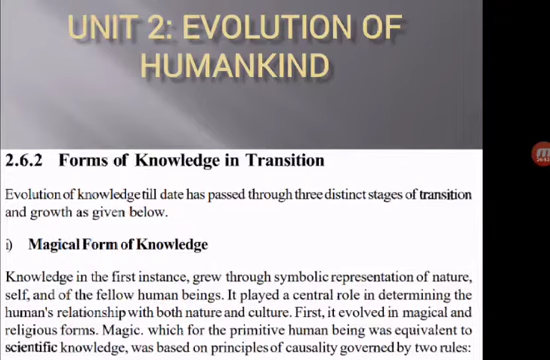 UNIT 2: EVOLUTION OF
HUMANKIND
2.6.2 Forms of Knowledge in Transition
Evolution of knowledge till date has passed through three distinct stages of transition
and growth as given below.
i) Magical Form of Knowledge
Knowledge in the first instance, grew through symbolic representation of nature,
self, and of the fellow human beings. It played a central role in determining the
human's relationship with both nature and culture. First, it evolved in magical and
religious forms. Magic, which for the primitive human being was equivalent to
scientific knowledge, was based on principles of causality governed by two rules: